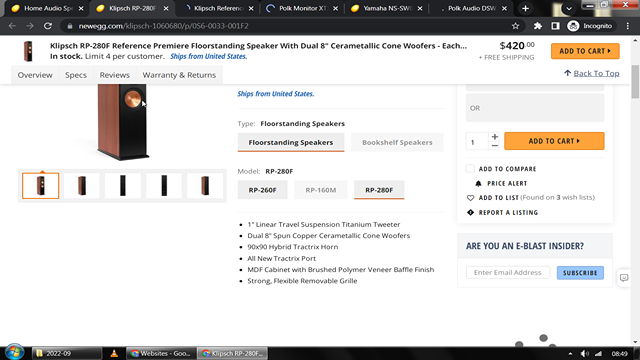 Home Audio Sp
Klipsch RP-280F
Klipsch Referenc
Polk Monitor XT
Yamaha NS-SW
Polk Audio DSW
newegg.com/klipsch-1060680/p/0S6-0033-001F2
Incognito
Klipsch RP-280F Reference Premiere Floorstanding Speaker With Dual 8" Cerametallic Cone Woofers - Each...
In stock. Limit 4 per customer. Ships from United States.
$420.00
+ FREE SHIPPING
ADD TO CART
Overview Specs Reviews Warranty & Returns
Back To Top
Ships from United States.
OR
Type: Floorstanding Speakers
Floorstanding Speakers Bookshelf Speakers
1
ADD TO CART
Model: RP-280F
RP-260F RP-160M RP-280F
ADD TO COMPARE
PRICE ALERT
ADD TO LIST (Found on 3 wish lists)
REPORT A LISTING
1" Linear Travel Suspension Titanium Tweeter
Dual 8" Spun Copper Cerametallic Cone Woofers
90x90 Hybrid Tractrix Horn
All New Tractrix Port
MDF Cabinet with Brushed Polymer Veneer Baffle Finish
Strong, Flexible Removable Grille
ARE YOU AN E-BLAST INSIDER?
Enter Email Address
SUBSCRIBE
2022-09
Websites - Goo...
Klipsch RP-280F...
08:49